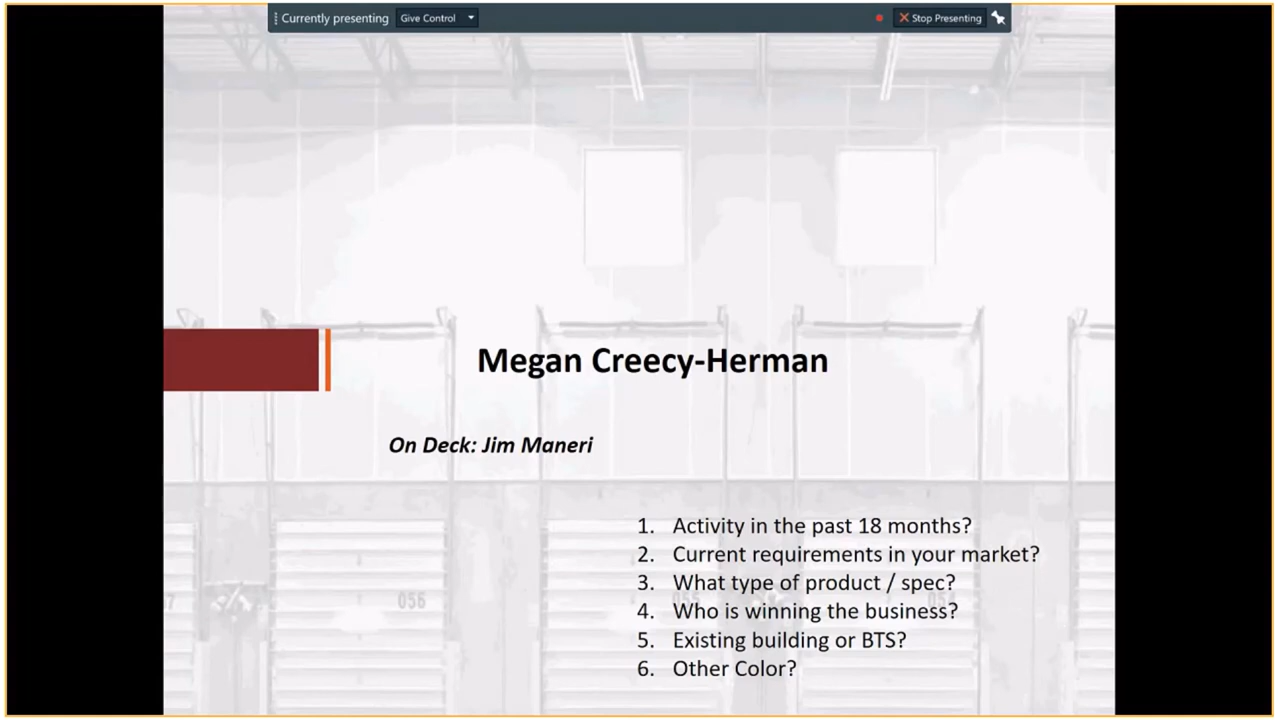 Currently presenting Give Control Stop Presenting
Megan Creecy-Herman
On Deck: Jim Maneri
1. Activity in the past 18 months?
2. Current requirements in your market?
3. What type of product / spec?
4. Who is winning the business?
5. Existing building or BTS?
6. Other Color?
056